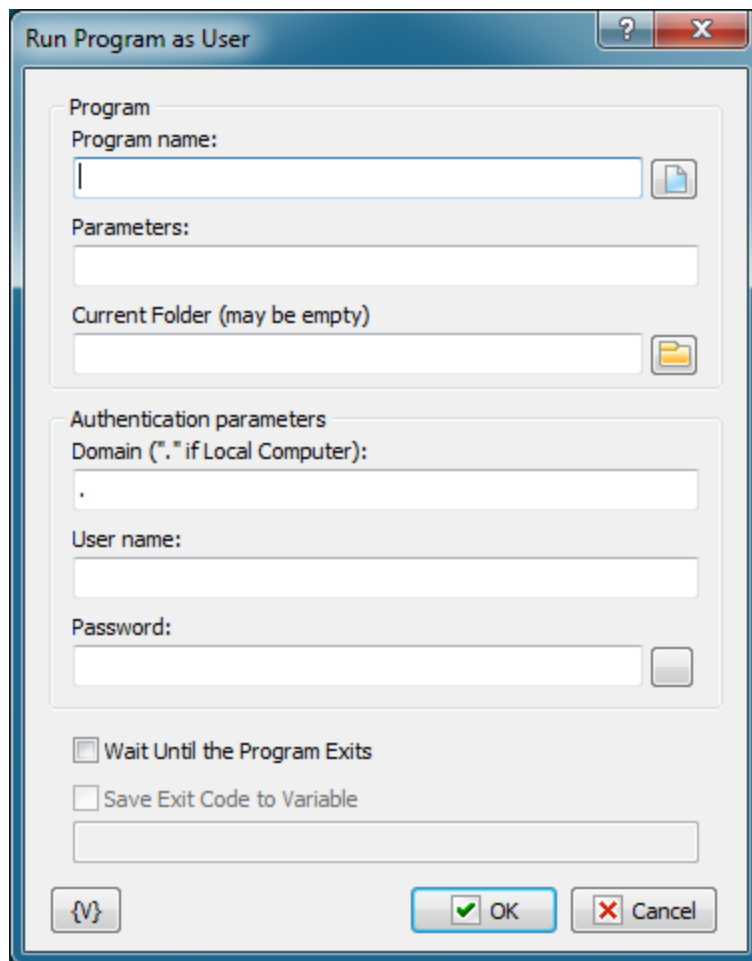 Run Program as User
?
Program
Program name:
Parameters:
Current Folder (may be empty)
Authentication parameters
Domain ("." if Local Computer):
.
User name:
Password:
Wait Until the Program Exits
Save Exit Code to Variable
{V} OK Cancel